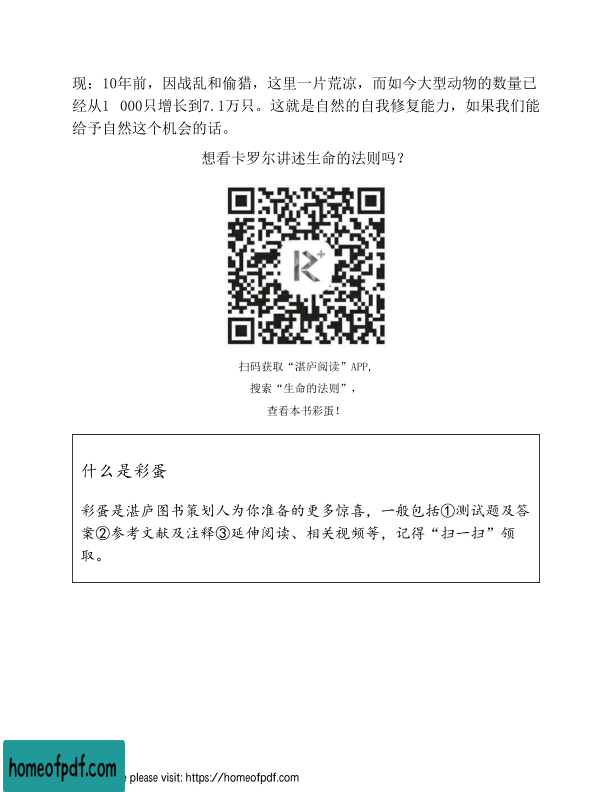 现：10年前，因战乱和偷猎，这里一片荒凉，而如今大型动物的数量已
经从1 000只增长到7.1万只。这就是自然的自我修复能力，如果我们能
给予自然这个机会的话。
想看卡罗尔讲述生命的法则吗？
R+
扫码获取“湛庐阅读”APP，
搜索“生命的法则”，
查看本书彩蛋！
什么是彩蛋
彩蛋是湛庐图书策划人为你准备的更多惊喜，一般包括①测试题及答
案②参考文献及注释③延伸阅读、相关视频等，记得“扫一扫”领
取。
homeofpdf.com
please visit: https://homeofpdf.com